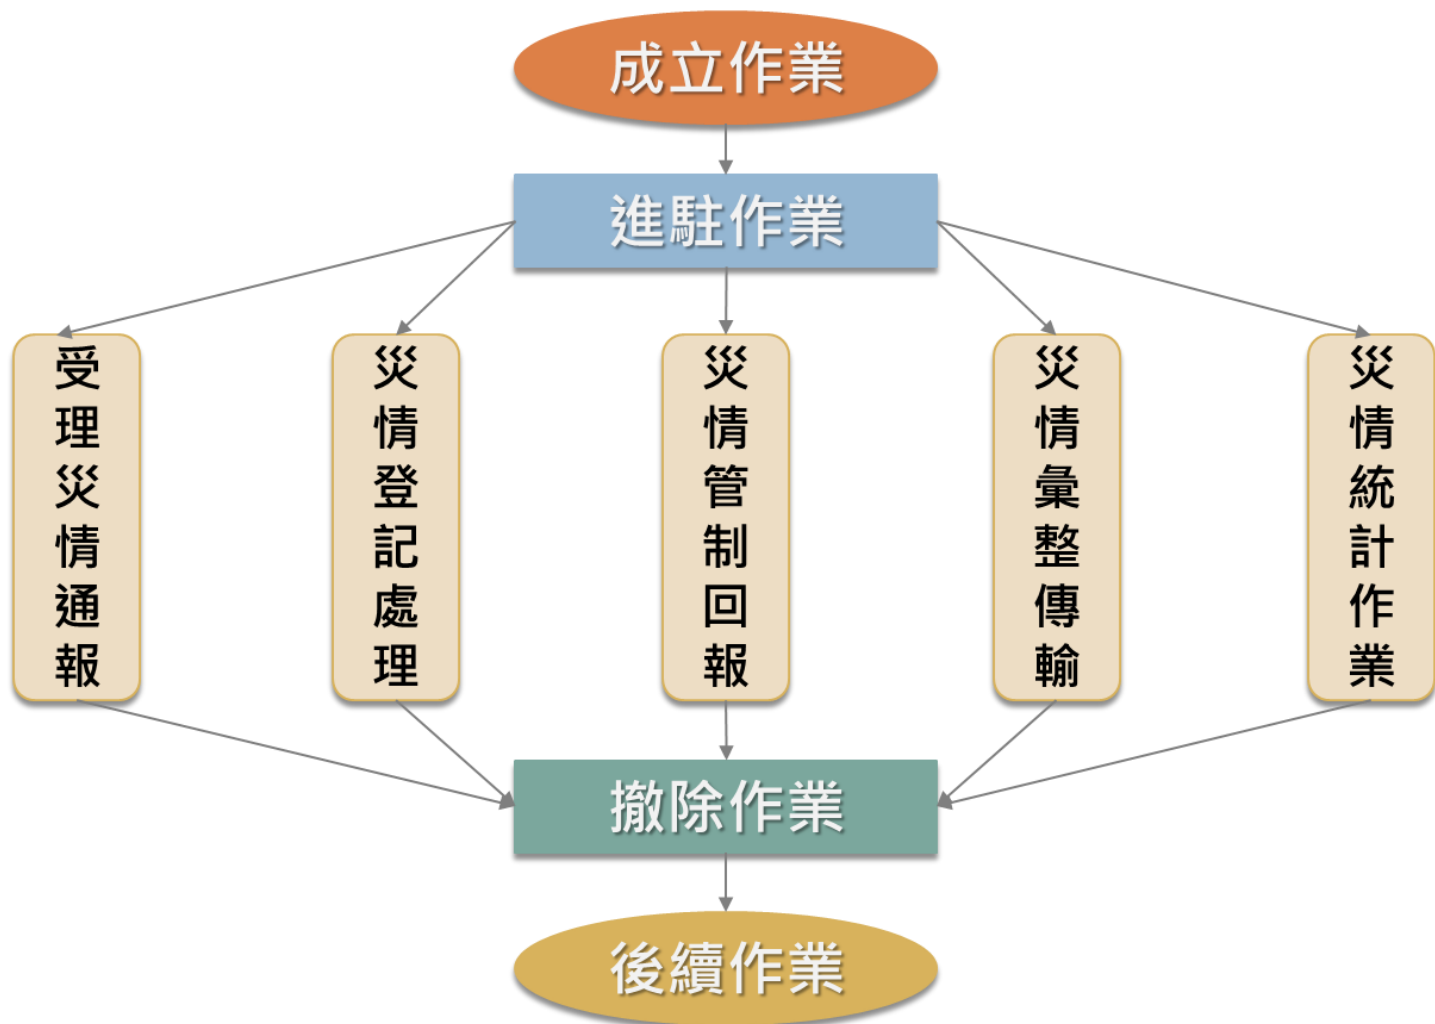 成立作業
進駐作業
受理災情通報
災情登記處理
災情管制回報
災情彙整傳輸
災情統計作業
撤除作業
後續作業